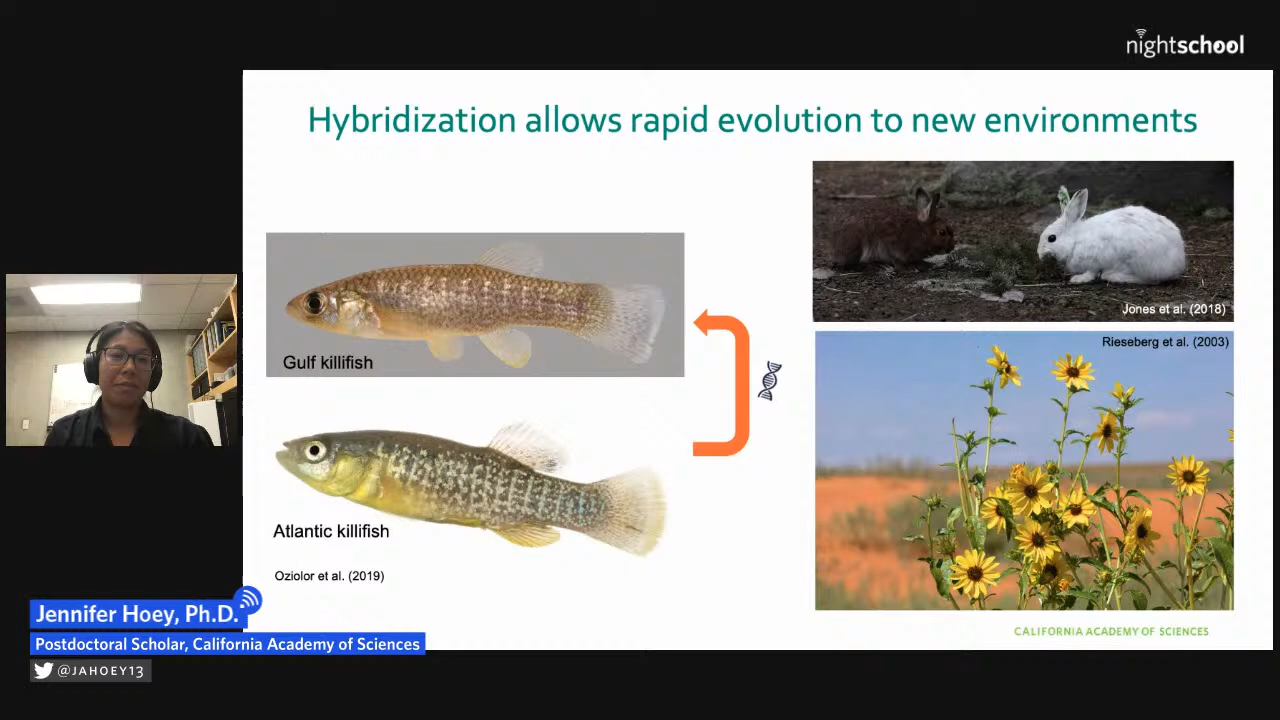 nightschool
Hybridization allows rapid evolution to new environments
Gulf killifish
Atlantic killifish
Oziolor et al. (2019)
Jones et al. (2018)
Rieseberg et al. (2003)
CALIFORNIA ACADEMY OF SCIENCES
Jennifer Hoey, Ph.D.
Postdoctoral Scholar, California Academy of Sciences
@JAHOEY13